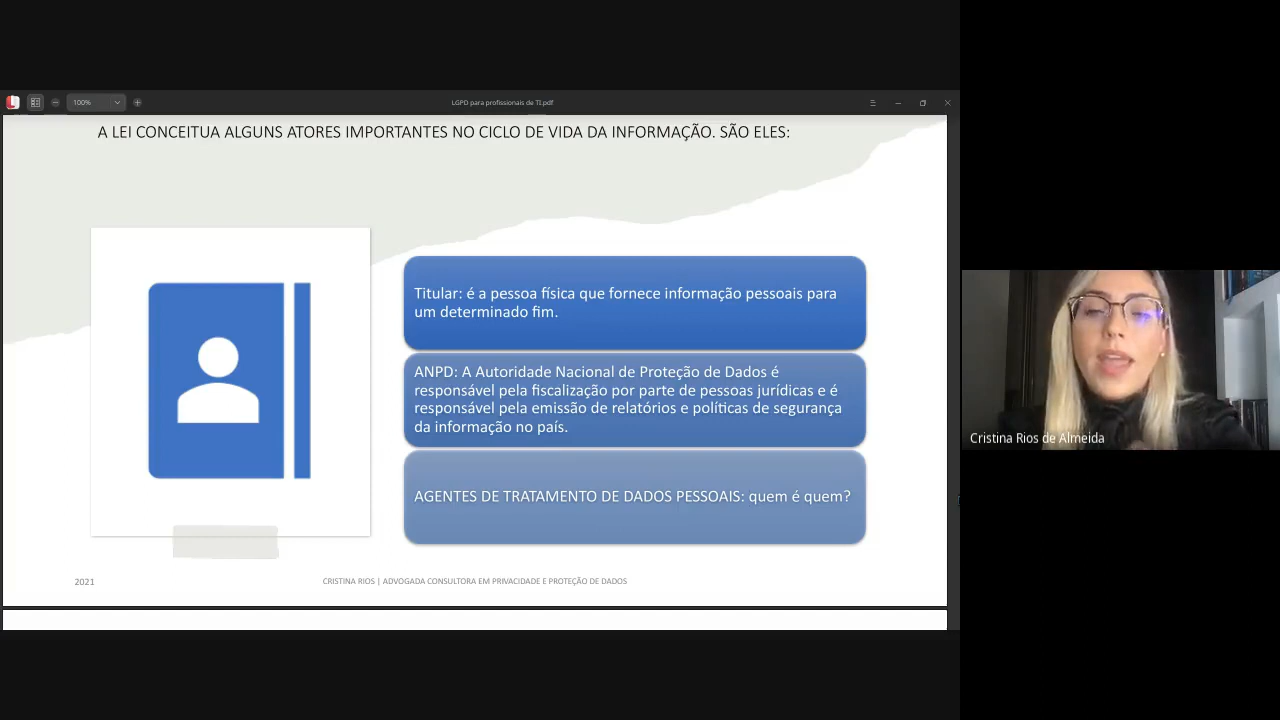 100%
LGPD para profissionais de TI.pdf
A LEI CONCEITUA ALGUNS ATORES IMPORTANTES NO CICLO DE VIDA DA INFORMAÇÃO. SÃO ELES:
Titular: é a pessoa física que fornece informação pessoais para
um determinado fim.
ANPD: A Autoridade Nacional de Proteção de Dados é
responsável pela fiscalização por parte de pessoas jurídicas e é
responsável pela emissão de relatórios e políticas de segurança
da informação no país.
AGENTES DE TRATAMENTO DE DADOS PESSOAIS: quem é quem?
2021
CRISTINA RIOS | ADVOGADA CONSULTORA EM PRIVACIDADE E PROTEÇÃO DE DADOS
Cristina Rios de Almeida